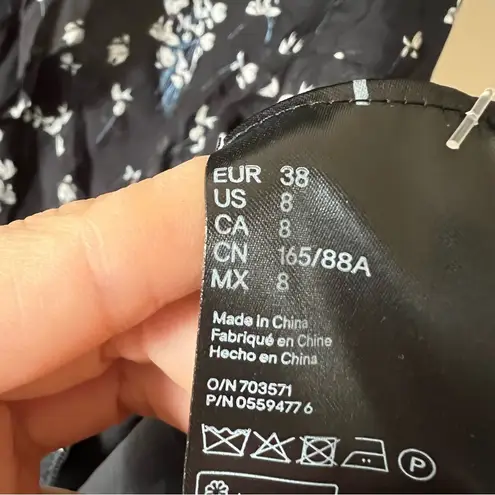 EUR 38
US 8
CA 8
CN 165/88A
MX 8
Made in China
Fabriqué en Chine
Hecho en China
O/N 703571
P/N 0559477 6
P